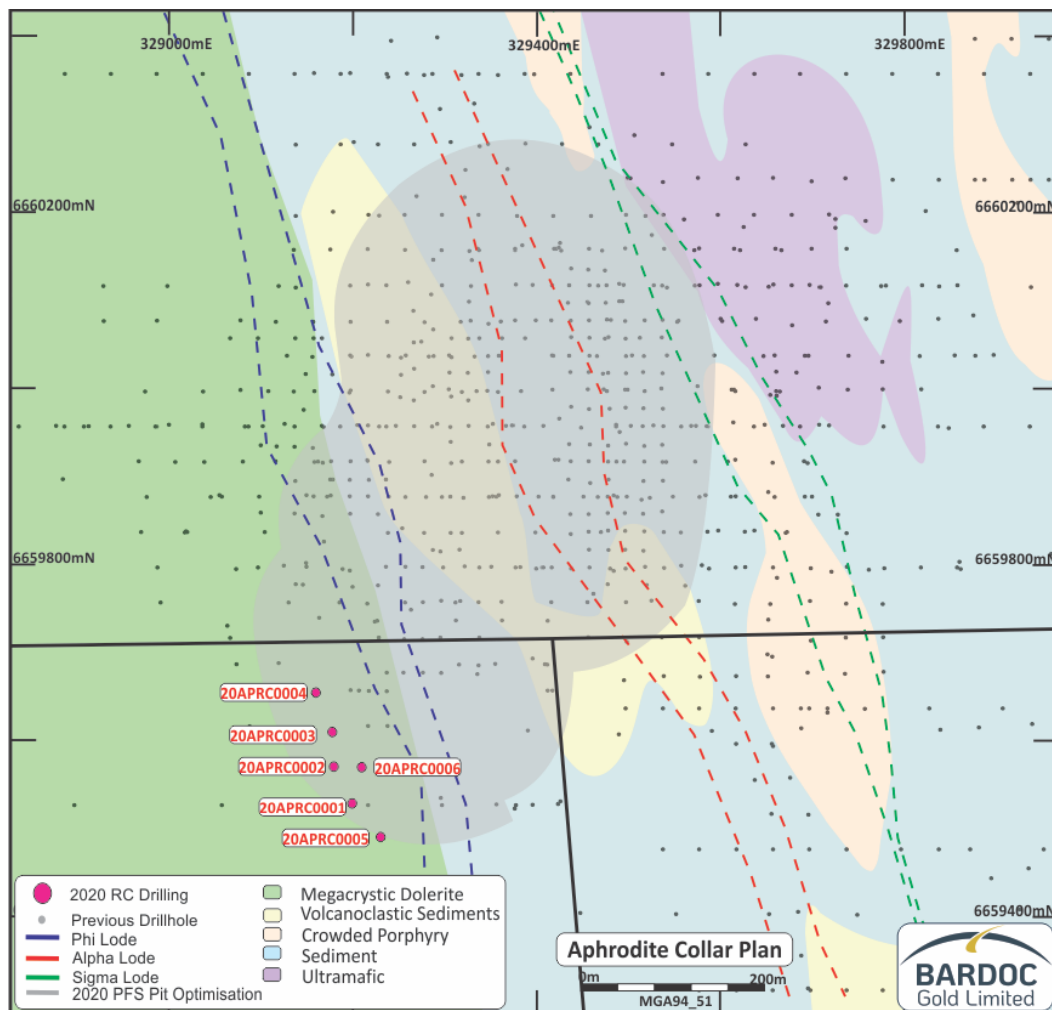 329000mE
329400mE
329800mE
6660200mN
6660200mN
6659800mN
6659800mN
20APRC0004
20APRC0003
20APRC0002
20APRC0006
20APRC0001
20APRC0005
2020 RC Drilling
Previous Drillhole
Phi Lode
Alpha Lode
Sigma Lode
2020 PFS Pit Optimisation
Megacrystic Dolerite
Volcanoclastic Sediments
Crowded Porphyry
Sediment
Ultramafic
6659400mN
Aphrodite Collar Plan
0m
200m
MGA94_51
BARDOC
Gold Limited